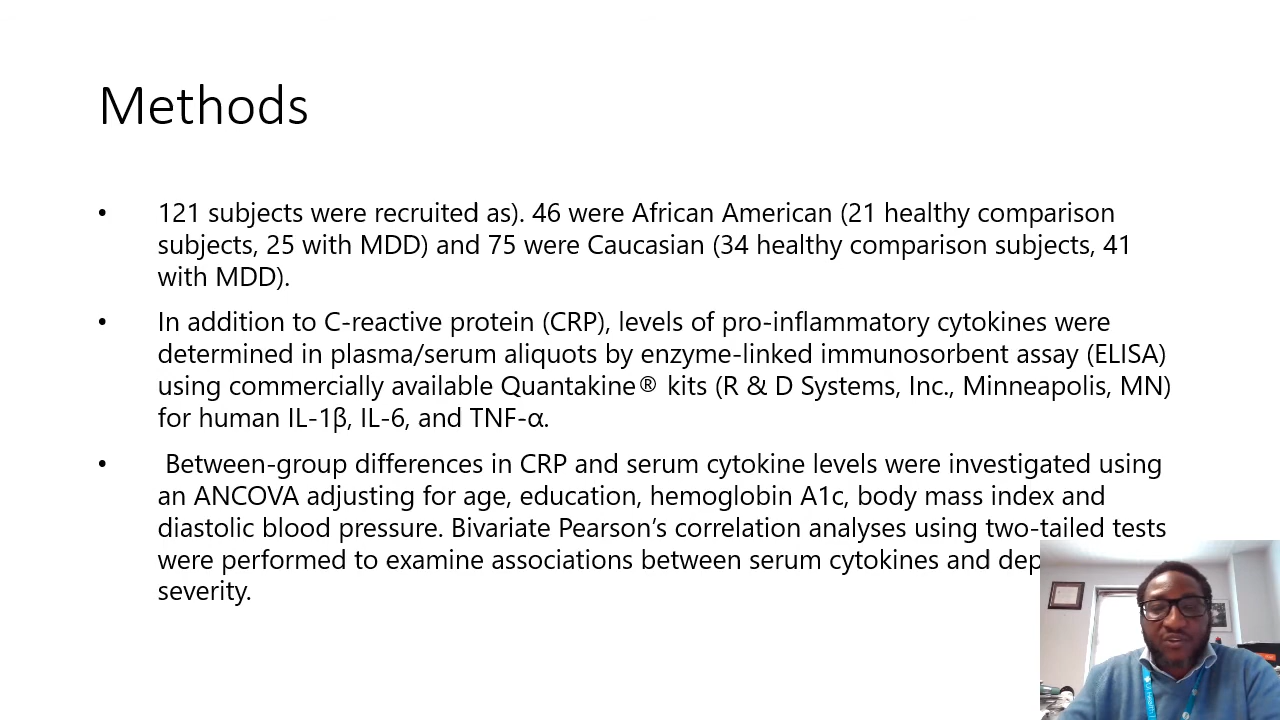 Methods
• 121 subjects were recruited as). 46 were African American (21 healthy comparison
subjects, 25 with MDD) and 75 were Caucasian (34 healthy comparison subjects, 41
with MDD).
• In addition to C-reactive protein (CRP), levels of pro-inflammatory cytokines were
determined in plasma/serum aliquots by enzyme-linked immunosorbent assay (ELISA)
using commercially available Quantakine® kits (R & D Systems, Inc., Minneapolis, MN)
for human IL-1β, IL-6, and TNF-α.
• Between-group differences in CRP and serum cytokine levels were investigated using
an ANCOVA adjusting for age, education, hemoglobin A1c, body mass index and
diastolic blood pressure. Bivariate Pearson’s correlation analyses using two-tailed tests
were performed to examine associations between serum cytokines and dep
severity.